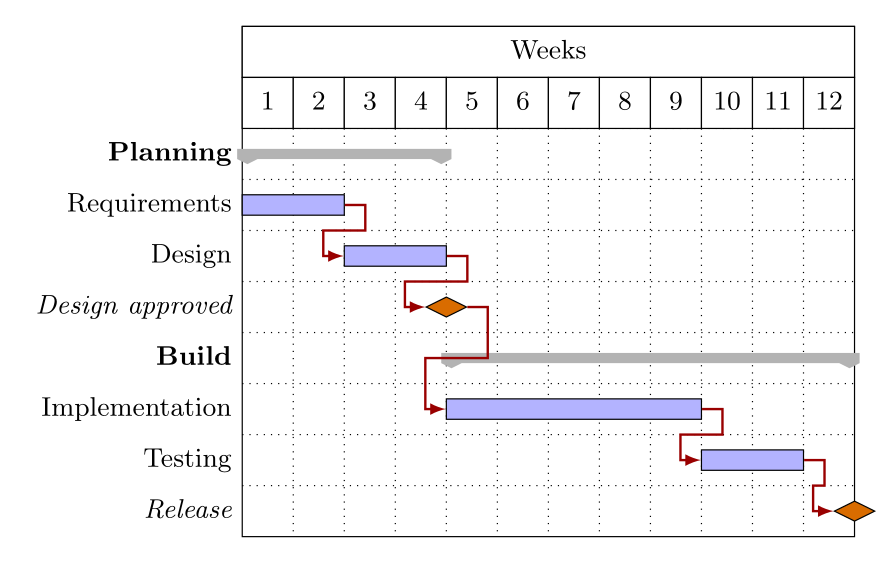 Weeks
1 2 3 4 5 6 7 8 9 10 11 12
Planning
Requirements
Design
Design approved
Build
Implementation
Testing
Release